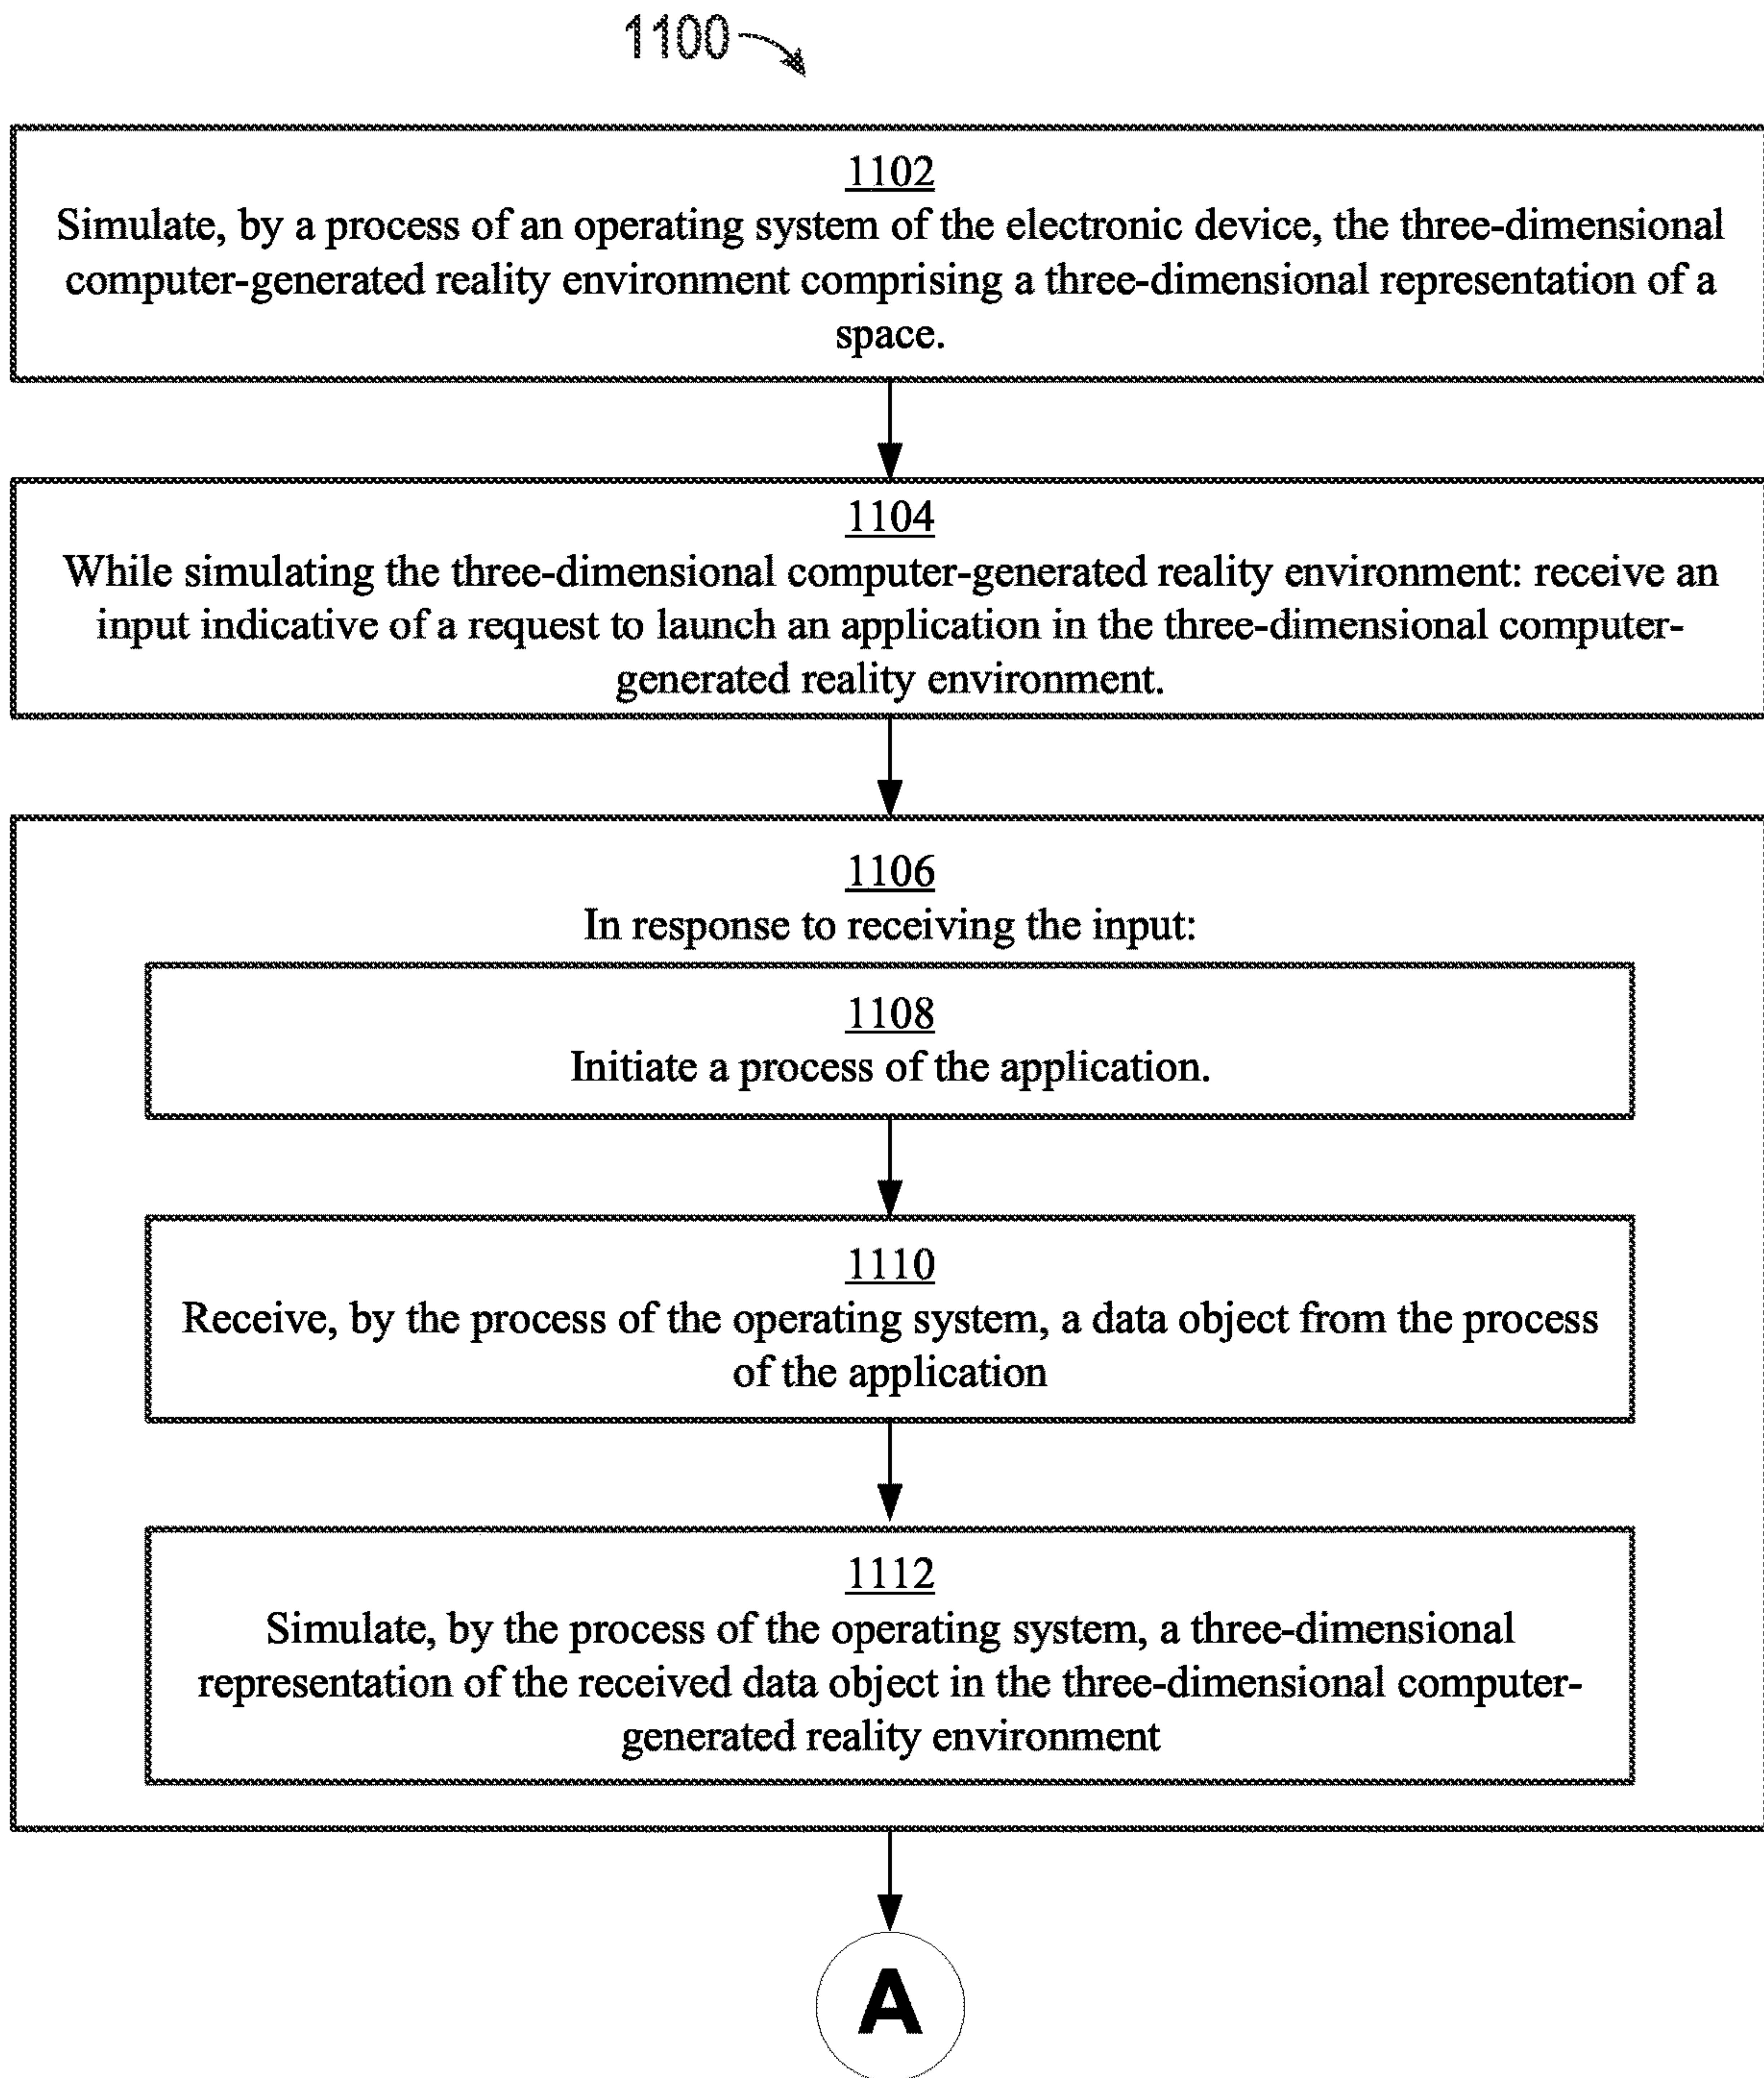 1100
1102
Simulate, by a process of an operating system of the electronic device, the three-dimensional
computer-generated reality environment comprising a three-dimensional representation of a
space.
1104
While simulating the three-dimensional computer-generated reality environment: receive an
input indicative of a request to launch an application in the three-dimensional computer-
generated reality environment.
1106
In response to receiving the input:
1108
Initiate a process of the application.
1110
Receive, by the process of the operating system, a data object from the process
of the application
1112
Simulate, by the process of the operating system, a three-dimensional
representation of the received data object in the three-dimensional computer-
generated reality environment
A